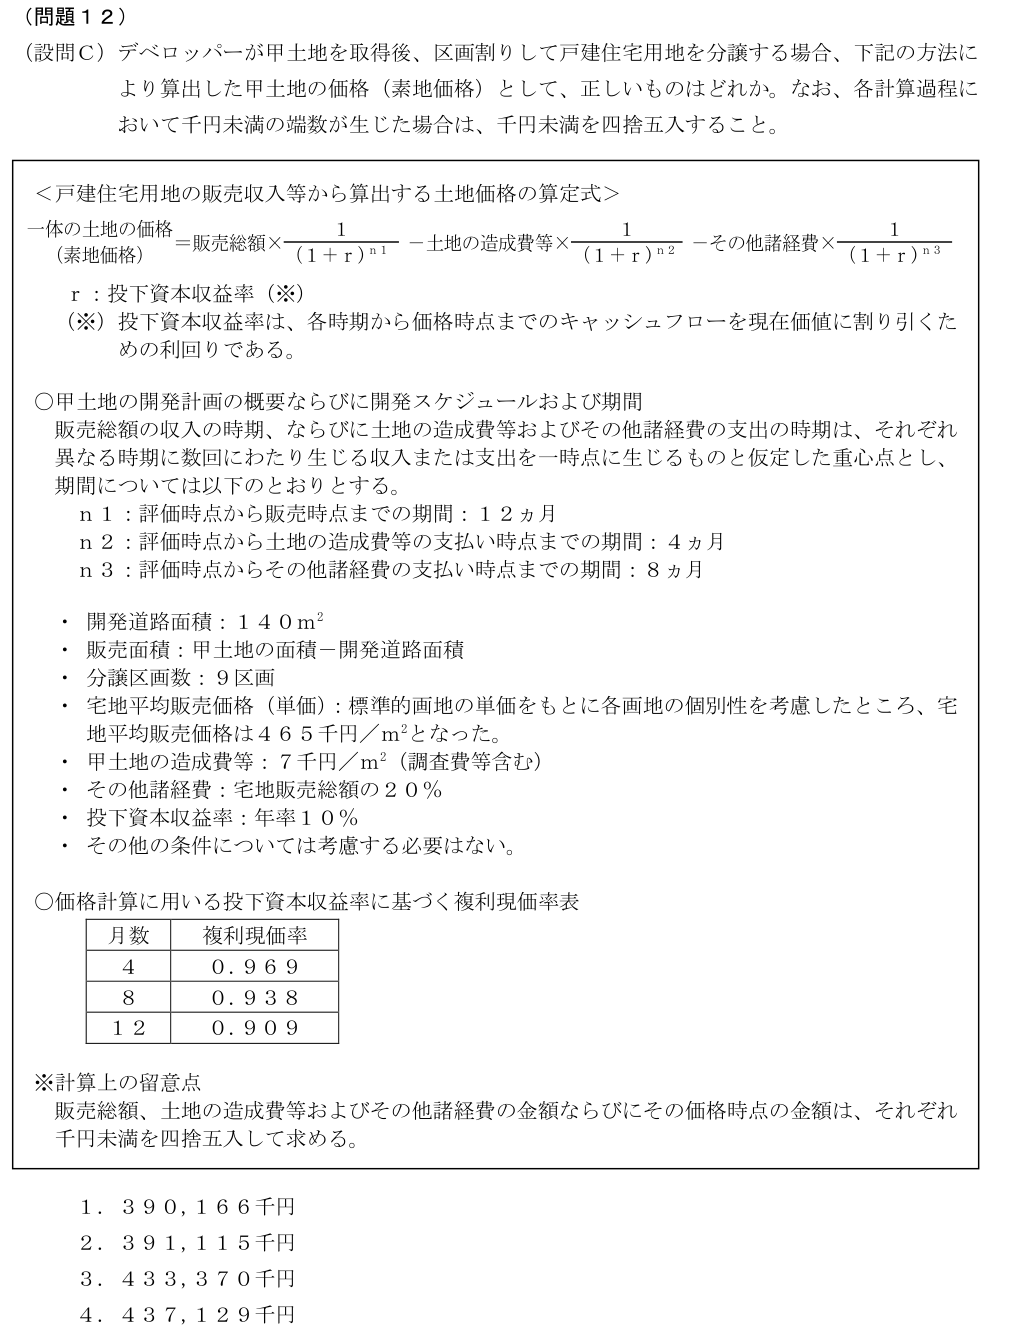 （問題１２）
（設問Ｃ）デベロッパーが甲土地を取得後、区画割りして戸建住宅用地を分譲する場合、下記の方法に
より算出した甲土地の価格（素地価格）として、正しいものはどれか。なお、各計算過程に
おいて千円未満の端数が生じた場合は、千円未満を四捨五入すること。
＜戸建住宅用地の販売収入等から算出する土地価格の算定式＞
一体の土地の価格（素地価格）＝販売総額×1/(1＋r)^n1 －土地の造成費等×1/(1＋r)^n2 －その他諸経費×1/(1＋r)^n3
ｒ：投下資本収益率（※）
（※）投下資本収益率は、各時期から価格時点までのキャッシュフローを現在価値に割り引くた
めの利回りである。
○甲土地の開発計画の概要ならびに開発スケジュールおよび期間
販売総額の収入の時期、ならびに土地の造成費等およびその他諸経費の支出の時期は、それぞれ
異なる時期に数回にわたり生じる収入または支出を一時点に生じるものと仮定した重心点とし、
期間については以下のとおりとする。
ｎ１：評価時点から販売時点までの期間：１２ヵ月
ｎ２：評価時点から土地の造成費等の支払い時点までの期間：４ヵ月
ｎ３：評価時点からその他諸経費の支払い時点までの期間：８ヵ月
・ 開発道路面積：１４０ｍ²
・ 販売面積：甲土地の面積－開発道路面積
・ 分譲区画数：９区画
・ 宅地平均販売価格（単価）：標準的画地の単価をもとに各画地の個別性を考慮したところ、宅
地平均販売価格は４６５千円／ｍ²となった。
・ 甲土地の造成費等：７千円／ｍ²（調査費等含む）
・ その他諸経費：宅地販売総額の２０％
・ 投下資本収益率：年率１０％
・ その他の条件については考慮する必要はない。
○価格計算に用いる投下資本収益率に基づく複利現価率表
月数 複利現価率
４ ０.９６９
８ ０.９３８
１２ ０.９０９
※計算上の留意点
販売総額、土地の造成費等およびその他諸経費の金額ならびにその価格時点の金額は、それぞれ
千円未満を四捨五入して求める。
１．３９０,１６６千円
２．３９１,１１５千円
３．４３３,３７０千円
４．４３７,１２９千円